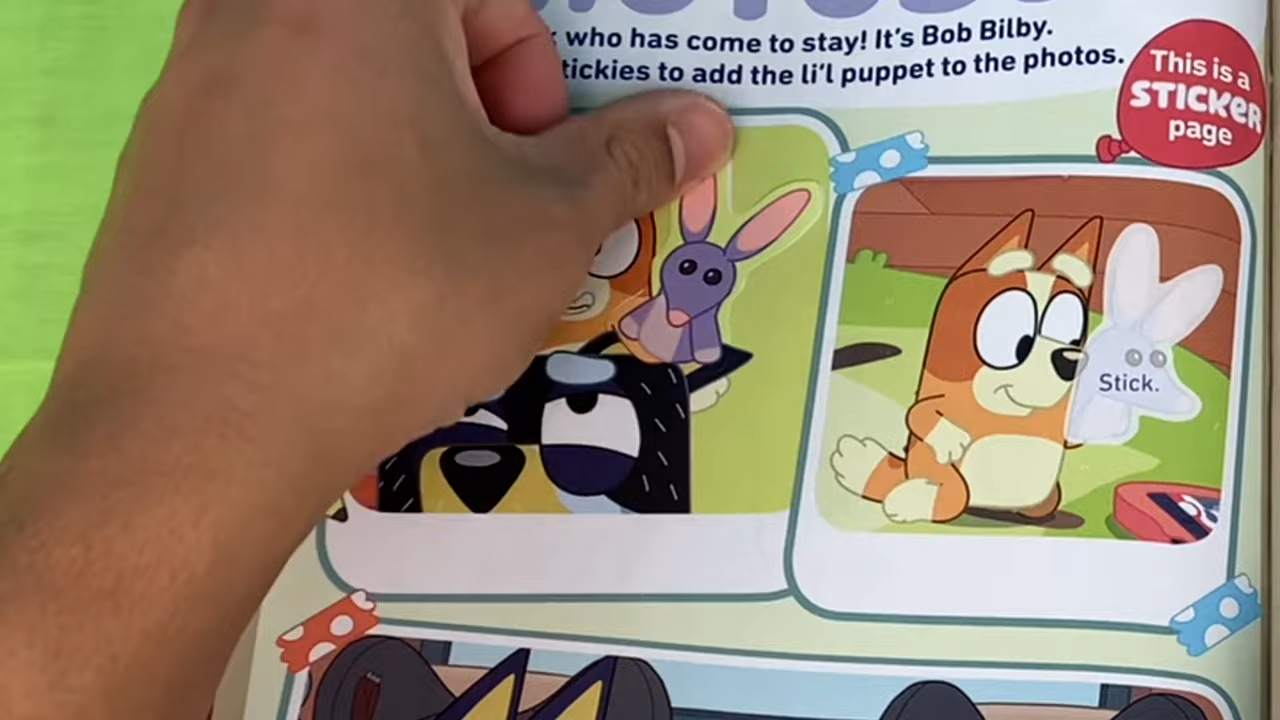 who has come to stay! It's Bob Bilby.
to add the li'l puppet to the photos.
This is a
STICKER
page
Stick.